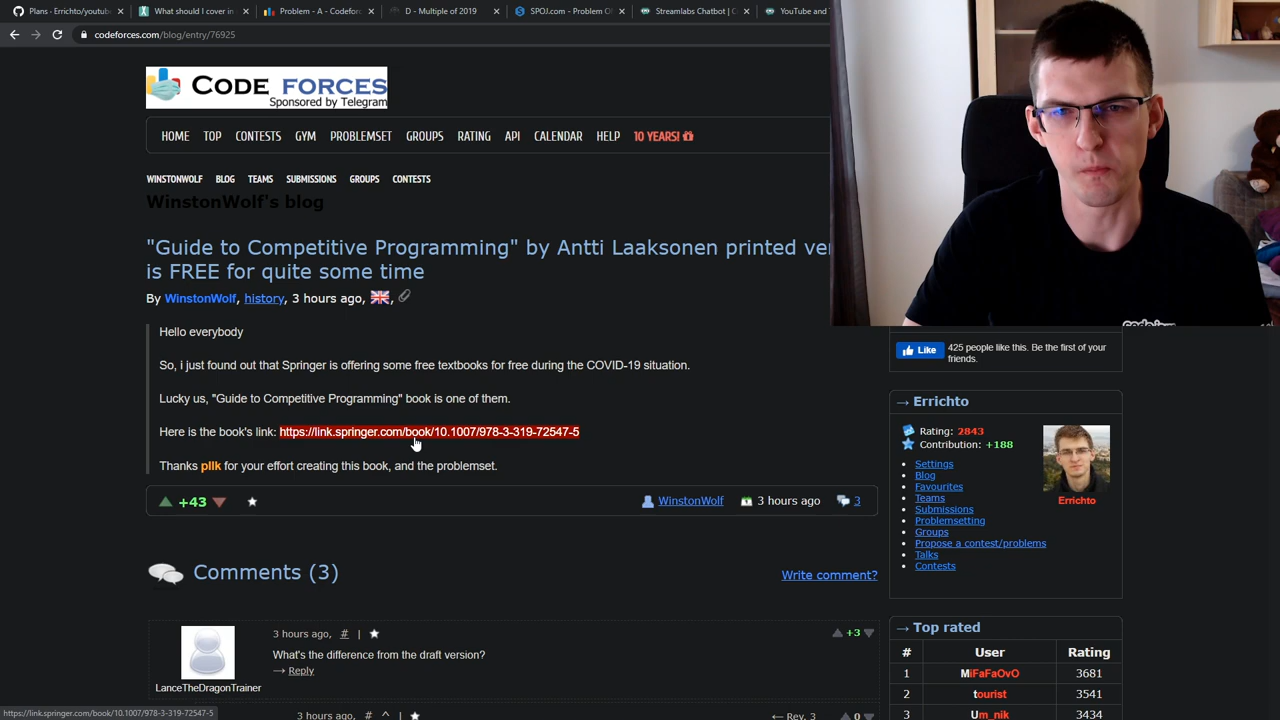 Plans · Errichto/youtub
What should I cover in
Problem - A - Codeforc
D - Multiple of 2019
SPOJ.com - Problem O
Streamlabs Chatbot | C
YouTube and
codeforces.com/blog/entry/76925
CODE FORCES
Sponsored by Telegram
HOME TOP CONTESTS GYM PROBLEMSET GROUPS RATING API CALENDAR HELP 10 YEARS!
WINSTONWOLF BLOG TEAMS SUBMISSIONS GROUPS CONTESTS
WinstonWolf's blog
"Guide to Competitive Programming" by Antti Laaksonen printed ver
is FREE for quite some time
By WinstonWolf, history, 3 hours ago,
Hello everybody
So, i just found out that Springer is offering some free textbooks for free during the COVID-19 situation.
Lucky us, "Guide to Competitive Programming" book is one of them.
Here is the book's link: https://link.springer.com/book/10.1007/978-3-319-72547-5
Thanks pllk for your effort creating this book, and the problemset.
+43
WinstonWolf 3 hours ago 3
Comments (3)
Write comment?
3 hours ago, # |
+3
What's the difference from the draft version?
→ Reply
LanceTheDragonTrainer
3 hours ago, # ^ |
← Rev. 3 0
https://link.springer.com/book/10.1007/978-3-319-72547-5
Like
425 people like this. Be the first of your
friends.
→ Errichto
Rating: 2843
Contribution: +188
Settings
Blog
Favourites
Teams
Submissions
Problemsetting
Groups
Propose a contest/problems
Talks
Contests
Errichto
→ Top rated
# User Rating
1 MiFaFaOvO 3681
2 tourist 3541
3 Um_nik 3434